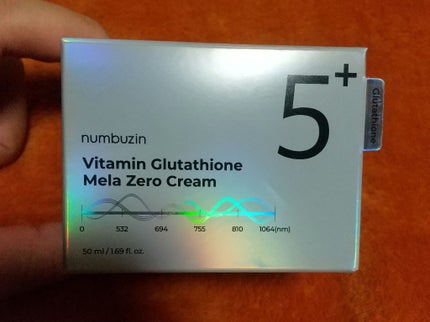 5+
Glutathione
numbuzin
Vitamin Glutathione
Mela Zero Cream
0 532 694 755 810 1064(nm)
50 ml / 1.69 fl. oz.